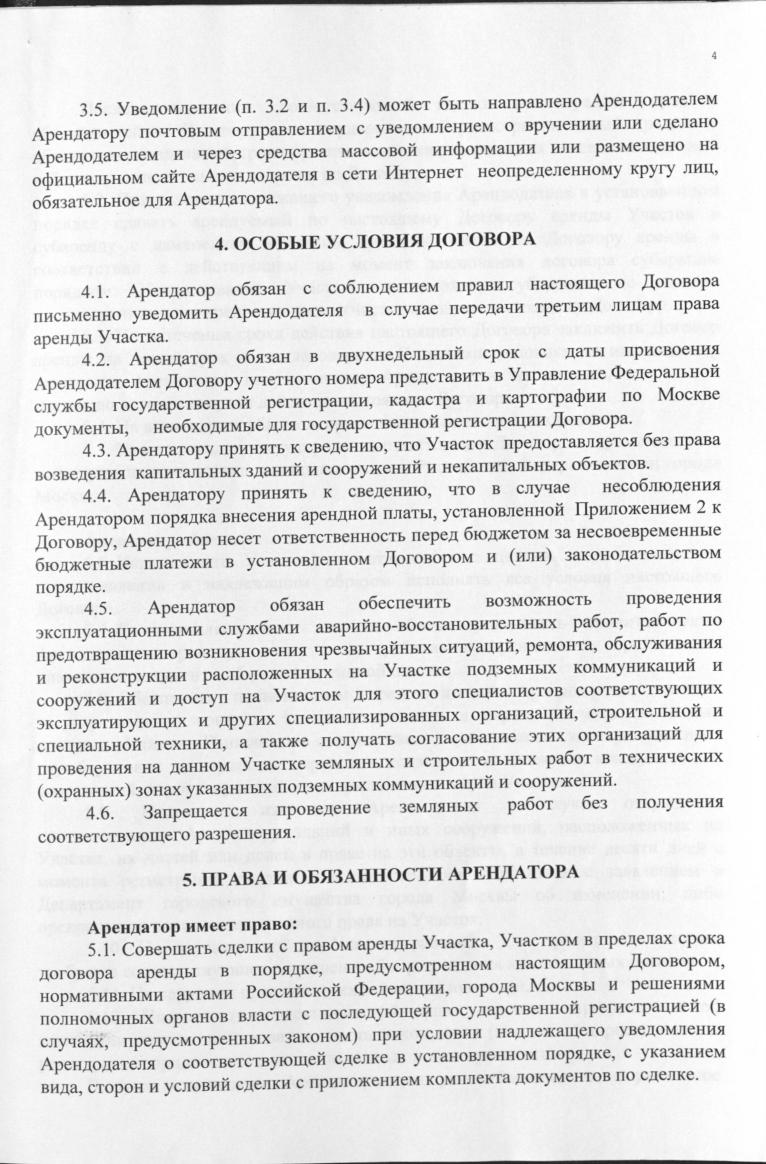 4
3.5. Уведомление (п. 3.2 и п. 3.4) может быть направлено Арендодателем
Арендатору почтовым отправлением с уведомлением о вручении или сделано
Арендодателем и через средства массовой информации или размещено на
официальном сайте Арендодателя в сети Интернет неопределенному кругу лиц,
обязательное для Арендатора.
4. ОСОБЫЕ УСЛОВИЯ ДОГОВОРА
4.1. Арендатор обязан с соблюдением правил настоящего Договора
письменно уведомить Арендодателя в случае передачи третьим лицам права
аренды Участка.
4.2. Арендатор обязан в двухнедельный срок с даты присвоения
Арендодателем Договору учетного номера представить в Управление Федеральной
службы государственной регистрации, кадастра и картографии по Москве
документы, необходимые для государственной регистрации Договора.
4.3. Арендатору принять к сведению, что Участок предоставляется без права
возведения капитальных зданий и сооружений и некапитальных объектов.
4.4. Арендатору принять к сведению, что в случае несоблюдения
Арендатором порядка внесения арендной платы, установленной Приложением 2 к
Договору, Арендатор несет ответственность перед бюджетом за несвоевременные
бюджетные платежи в установленном Договором и (или) законодательством
порядке.
4.5. Арендатор обязан обеспечить возможность проведения
эксплуатационными службами аварийно-восстановительных работ, работ по
предотвращению возникновения чрезвычайных ситуаций, ремонта, обслуживания
и реконструкции расположенных на Участке подземных коммуникаций и
сооружений и доступ на Участок для этого специалистов соответствующих
эксплуатирующих и других специализированных организаций, строительной и
специальной техники, а также получать согласование этих организаций для
проведения на данном Участке земляных и строительных работ в технических
(охранных) зонах указанных подземных коммуникаций и сооружений.
4.6. Запрещается проведение земляных работ без получения
соответствующего разрешения.
5. ПРАВА И ОБЯЗАННОСТИ АРЕНДАТОРА
Арендатор имеет право:
5.1. Совершать сделки с правом аренды Участка, Участком в пределах срока
договора аренды в порядке, предусмотренном настоящим Договором,
нормативными актами Российской Федерации, города Москвы и решениями
полномочных органов власти с последующей государственной регистрацией (в
случаях, предусмотренных законом) при условии надлежащего уведомления
Арендодателя о соответствующей сделке в установленном порядке, с указанием
вида, сторон и условий сделки с приложением комплекта документов по сделке.